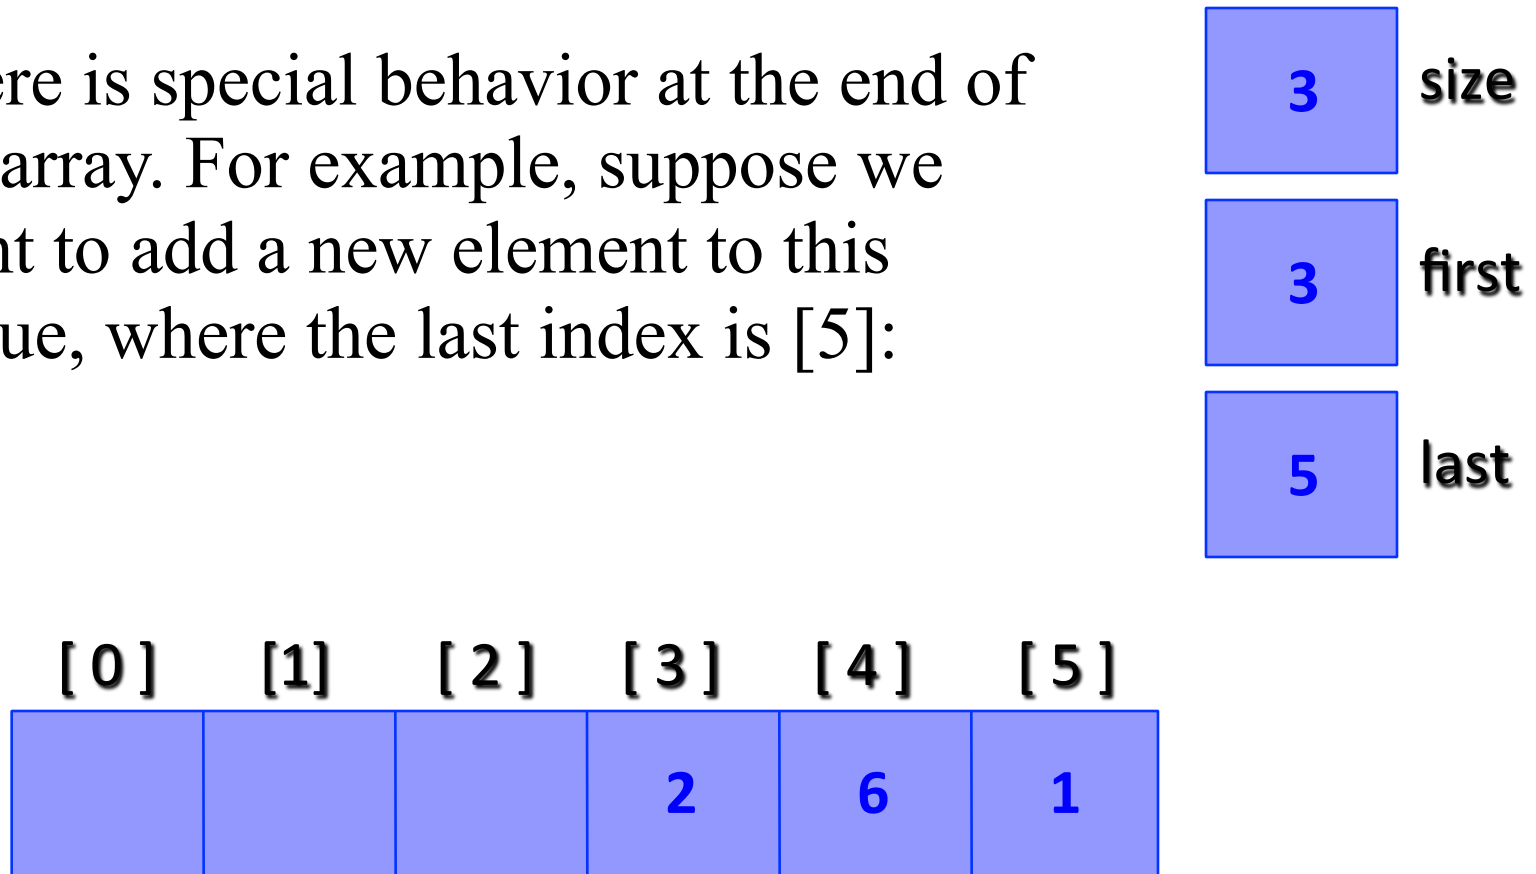 ere is special behavior at the end of
array. For example, suppose we
nt to add a new element to this
ue, where the last index is [5]:
3 size
3 first
5 last
[ 0 ] [1] [ 2 ] [ 3 ] [ 4 ] [ 5 ]
2 6 1